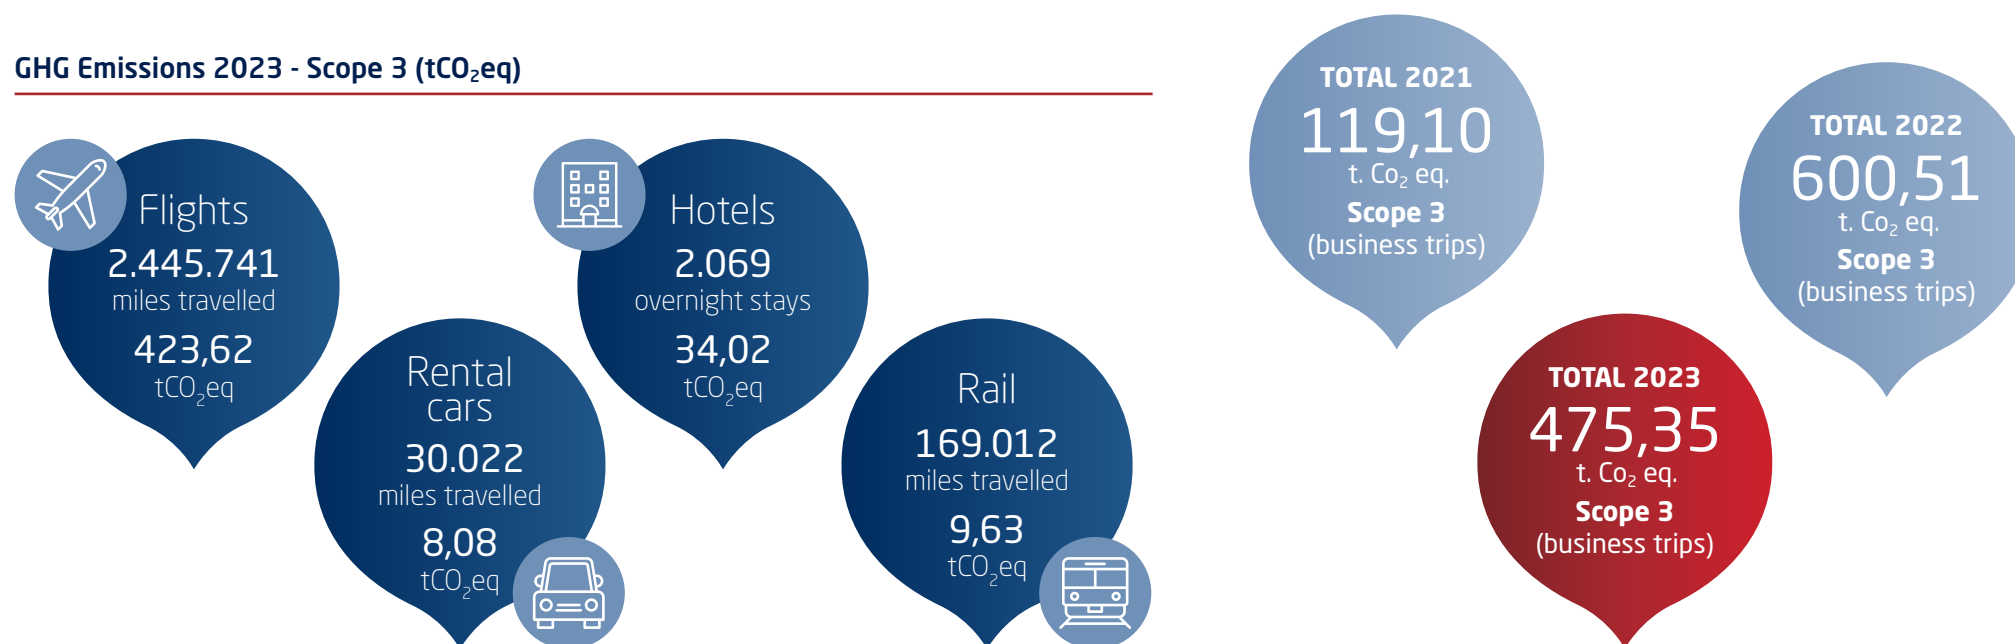 GHG Emissions 2023 - Scope 3 (tCO₂eq)
Flights
2.445.741
miles travelled
423,62
tCO₂eq
Rental
cars
30.022
miles travelled
8,08
tCO₂eq
Hotels
2.069
overnight stays
34,02
tCO₂eq
Rail
169.012
miles travelled
9,63
tCO₂eq
TOTAL 2021
119,10
t. Co₂ eq.
Scope 3
(business trips)
TOTAL 2022
600,51
t. Co₂ eq.
Scope 3
(business trips)
TOTAL 2023
475,35
t. Co₂ eq.
Scope 3
(business trips)